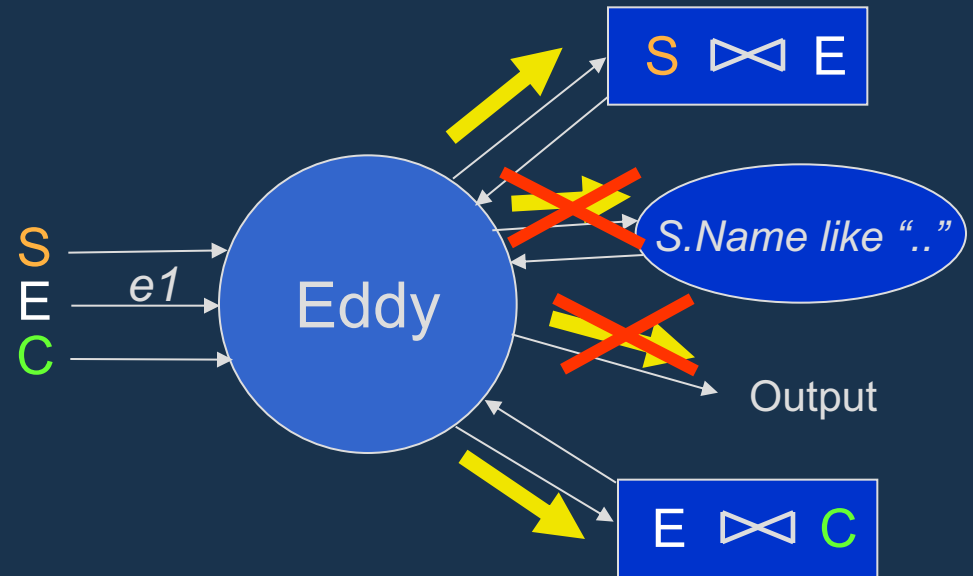 S ⋈ E
S.Name like “..”
S
E
e1
C
Eddy
Output
E ⋈ C